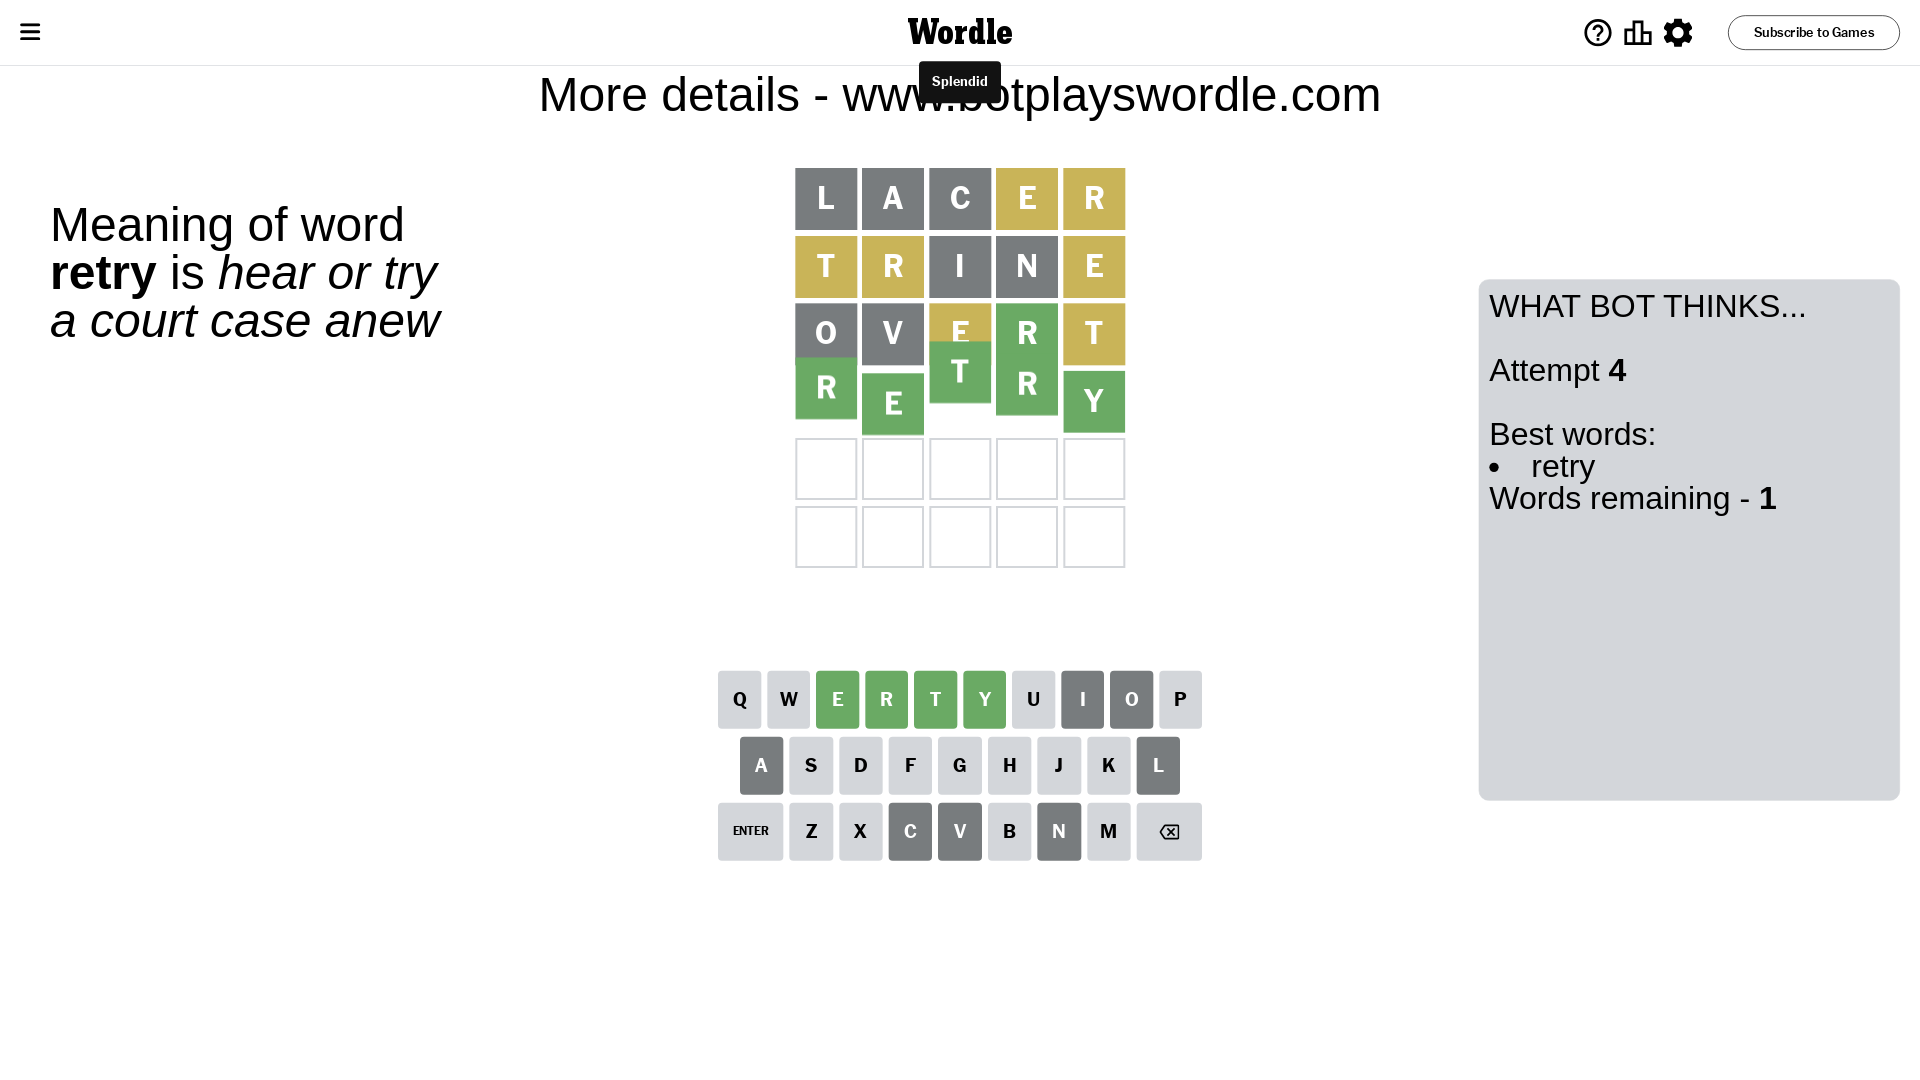 Wordle
Subscribe to Games
Splendid
More details - www.botplayswordle.com
Meaning of word
retry is hear or try
a court case anew
L A C E R
T R I N E
O V E R T
R E T R Y
WHAT BOT THINKS...
Attempt 4
Best words:
• retry
Words remaining - 1
Q W E R T Y U I O P
A S D F G H J K L
ENTER Z X C V B N M